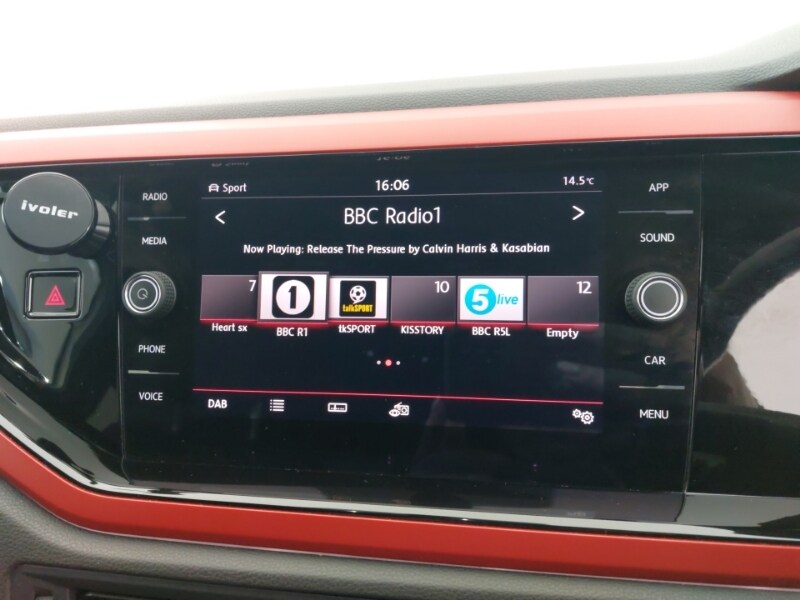 ivoler
RADIO
MEDIA
PHONE
VOICE
Sport 16:06 14.5°C
< BBC Radio1 >
Now Playing: Release The Pressure by Calvin Harris & Kasabian
7 1 talkSPORT 10 5 live 12
Heart sx BBC R1 tkSPORT KISSTORY BBC R5L Empty
DAB
APP
SOUND
CAR
MENU